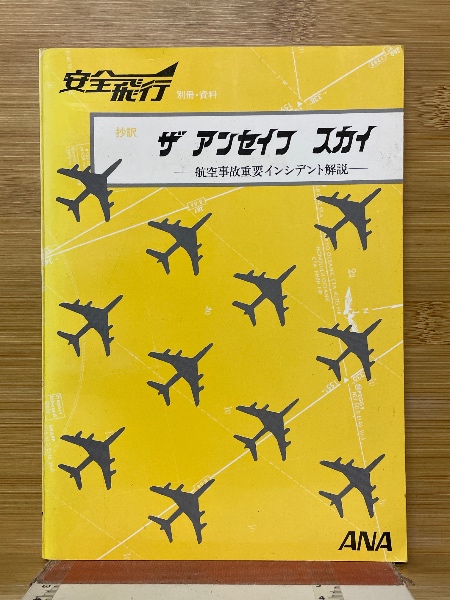 安全飛行 別冊・資料
抄訳
ザ アンセイフ スカイ
—航空事故重要インシデント解説—
ANA